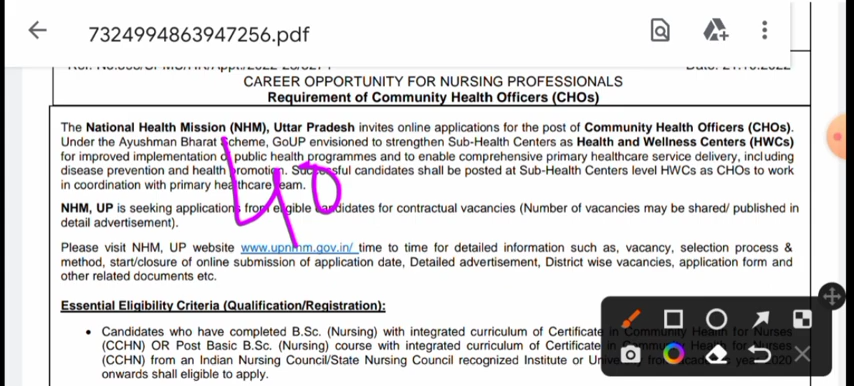 7324994863947256.pdf
CAREER OPPORTUNITY FOR NURSING PROFESSIONALS
Requirement of Community Health Officers (CHOs)
The National Health Mission (NHM), Uttar Pradesh invites online applications for the post of Community Health Officers (CHOs).
Under the Ayushman Bharat Scheme, GoUP envisioned to strengthen Sub-Health Centers as Health and Wellness Centers (HWCs)
for improved implementation of public health programmes and to enable comprehensive primary healthcare service delivery, including
disease prevention and health promotion. Successful candidates shall be posted at Sub-Health Centers level HWCs as CHOs to work
in coordination with primary healthcare team.
40
NHM, UP is seeking applications from eligible candidates for contractual vacancies (Number of vacancies may be shared/ published in
detail advertisement).
Please visit NHM, UP website www.upnrhm.gov.in/ time to time for detailed information such as, vacancy, selection process &
method, start/closure of online submission of application date, Detailed advertisement, District wise vacancies, application form and
other related documents etc.
Essential Eligibility Criteria (Qualification/Registration):
• Candidates who have completed B.Sc. (Nursing) with integrated curriculum of Certificate in Community Health for Nurses
(CCHN) OR Post Basic B.Sc. (Nursing) course with integrated curriculum of Certificate in
(CCHN) from an Indian Nursing Council/State Nursing Council recognized Institute or
onwards shall eligible to apply.